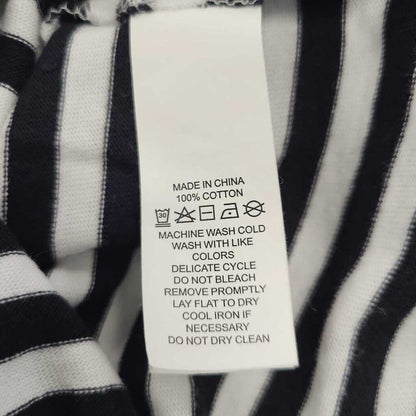 MADE IN CHINA
100% COTTON
30
MACHINE WASH COLD
WASH WITH LIKE
COLORS
DELICATE CYCLE
DO NOT BLEACH
REMOVE PROMPTLY
LAY FLAT TO DRY
COOL IRON IF
NECESSARY
DO NOT DRY CLEAN